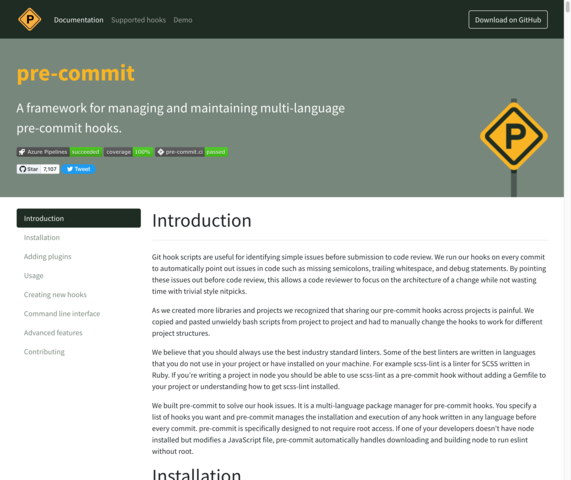 P
Documentation Supported hooks Demo
Download on GitHub
pre-commit
A framework for managing and maintaining multi-language
pre-commit hooks.
Azure Pipelines succeeded coverage 100% pre-commit.ci passed
Star 7,107 Tweet
P
Introduction
Installation
Adding plugins
Usage
Creating new hooks
Command line interface
Advanced features
Contributing
Introduction
Git hook scripts are useful for identifying simple issues before submission to code review. We run our hooks on every commit
to automatically point out issues in code such as missing semicolons, trailing whitespace, and debug statements. By pointing
these issues out before code review, this allows a code reviewer to focus on the architecture of a change while not wasting
time with trivial style nitpicks.
As we created more libraries and projects we recognized that sharing our pre-commit hooks across projects is painful. We
copied and pasted unwieldy bash scripts from project to project and had to manually change the hooks to work for different
project structures.
We believe that you should always use the best industry standard linters. Some of the best linters are written in languages
that you do not use in your project or have installed on your machine. For example scss-lint is a linter for SCSS written in
Ruby. If you're writing a project in node you should be able to use scss-lint as a pre-commit hook without adding a Gemfile to
your project or understanding how to get scss-lint installed.
We built pre-commit to solve our hook issues. It is a multi-language package manager for pre-commit hooks. You specify a
list of hooks you want and pre-commit manages the installation and execution of any hook written in any language before
every commit. pre-commit is specifically designed to not require root access. If one of your developers doesn't have node
installed but modifies a JavaScript file, pre-commit automatically handles downloading and building node to run eslint
without root.
Installation